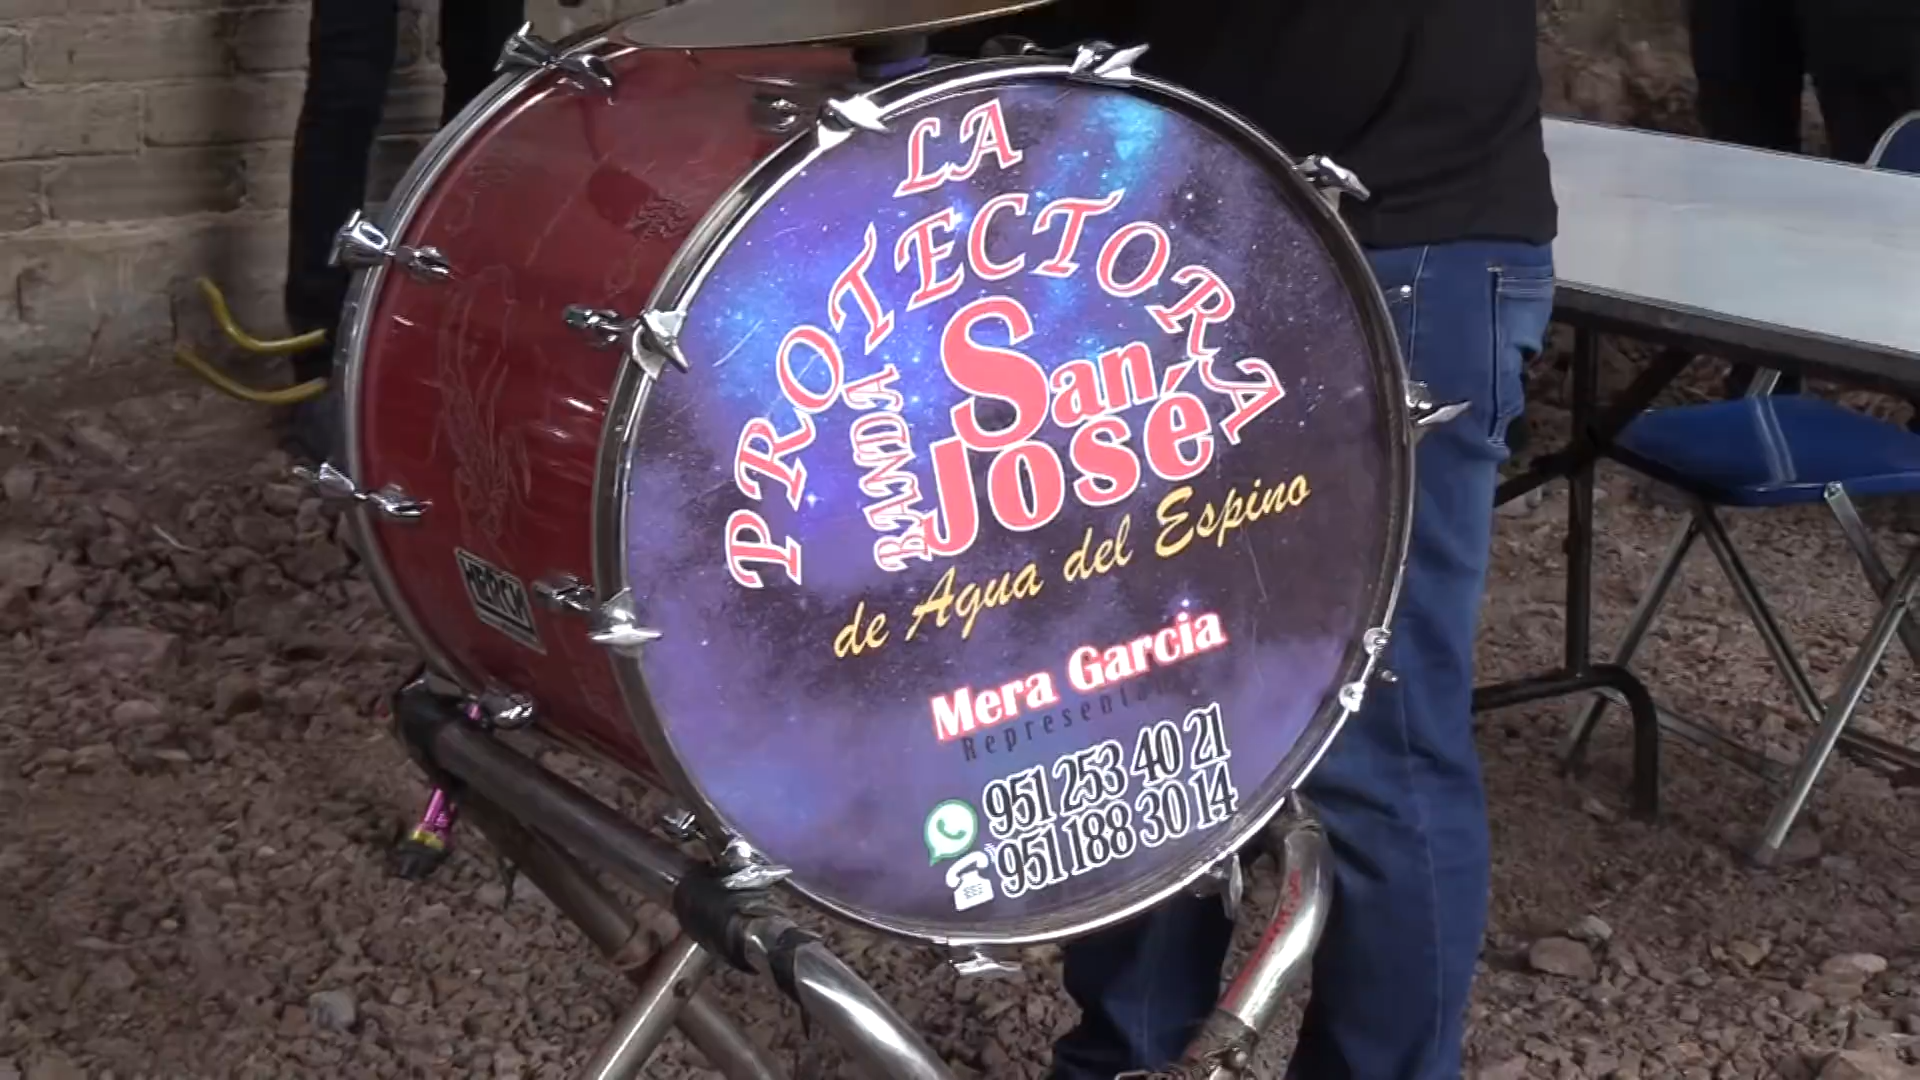 LA
PROTECTORA
BANDA
San
José
de Agua del Espino
Mera Garcia
951 253 40 21
951 188 30 14